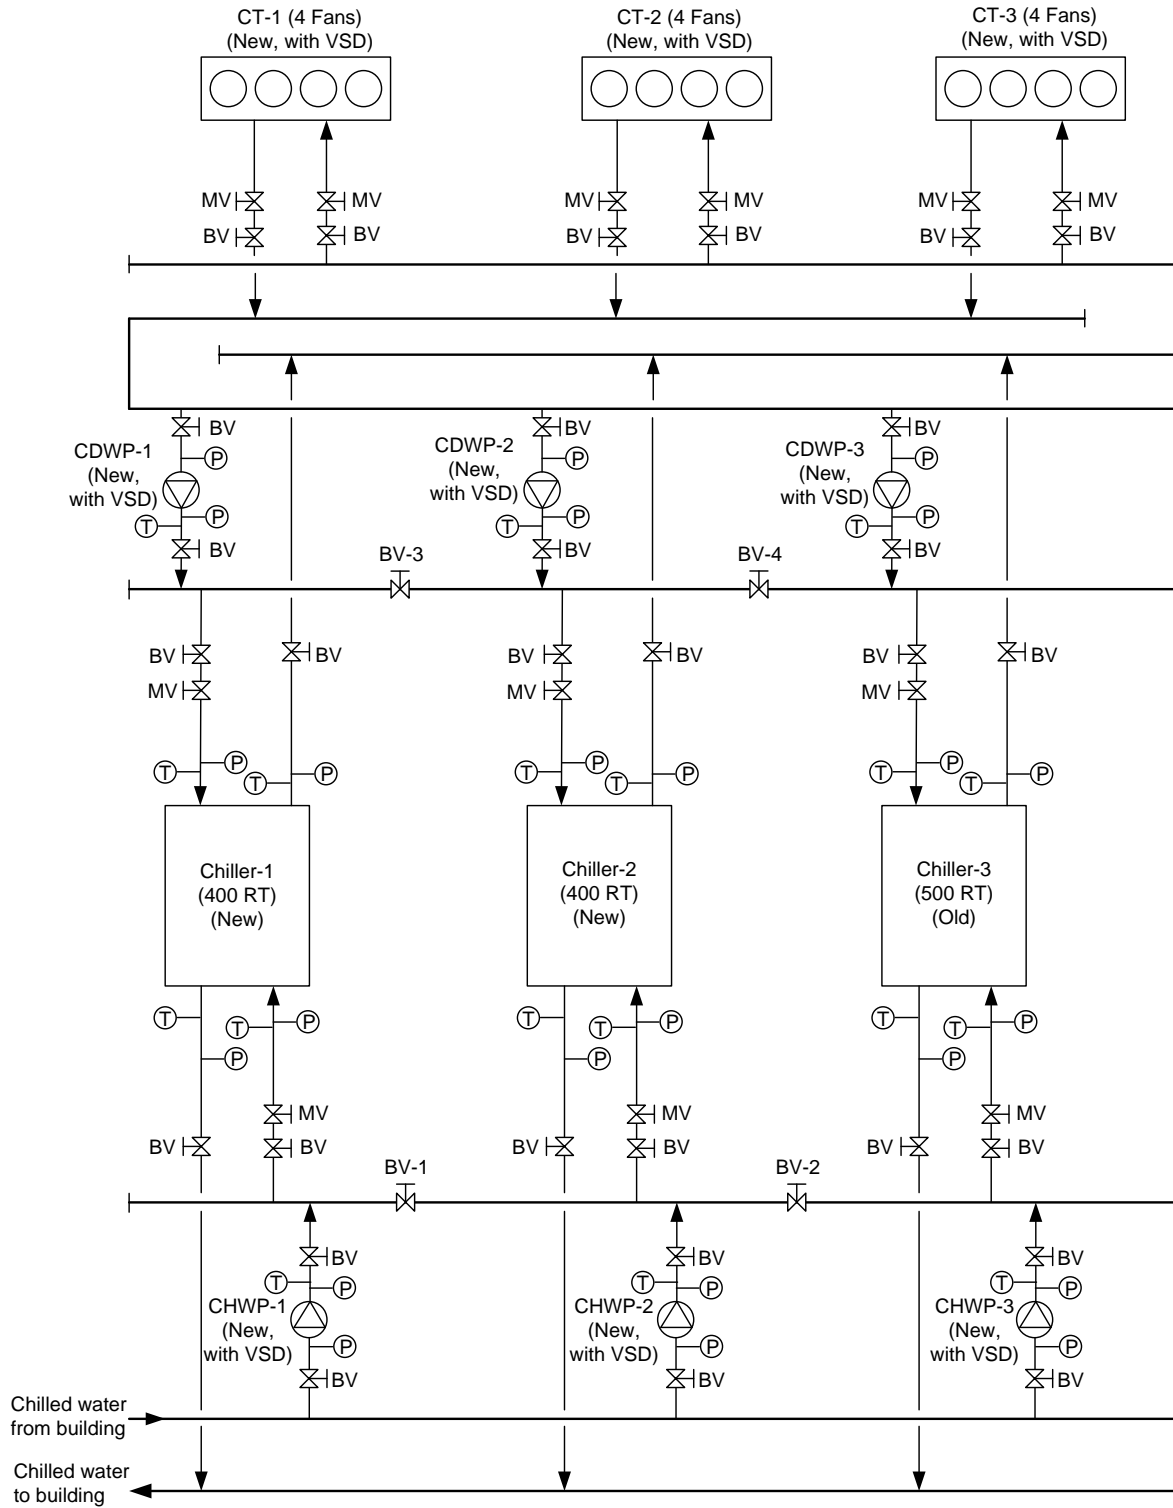 CT-1 (4 Fans)
(New, with VSD)
CT-2 (4 Fans)
(New, with VSD)
CT-3 (4 Fans)
(New, with VSD)
MV
MV
MV
MV
MV
MV
BV
BV
BV
BV
BV
BV
BV
BV
BV
CDWP-1
(New,
with VSD)
P
CDWP-2
(New,
with VSD)
P
CDWP-3
(New,
with VSD)
P
T
P
T
P
T
P
BV
BV
BV
BV-3
BV-4
BV
BV
BV
BV
BV
BV
MV
MV
MV
T
P
T
P
T
P
T
P
T
P
T
P
Chiller-1
(400 RT)
(New)
Chiller-2
(400 RT)
(New)
Chiller-3
(500 RT)
(Old)
T
T
P
T
T
P
T
T
P
P
P
P
MV
MV
MV
BV
BV
BV
BV
BV
BV
BV-1
BV-2
BV
BV
BV
T
P
T
P
T
P
CHWP-1
(New,
with VSD)
CHWP-2
(New,
with VSD)
CHWP-3
(New,
with VSD)
P
P
P
BV
BV
BV
Chilled water
from building
Chilled water
to building